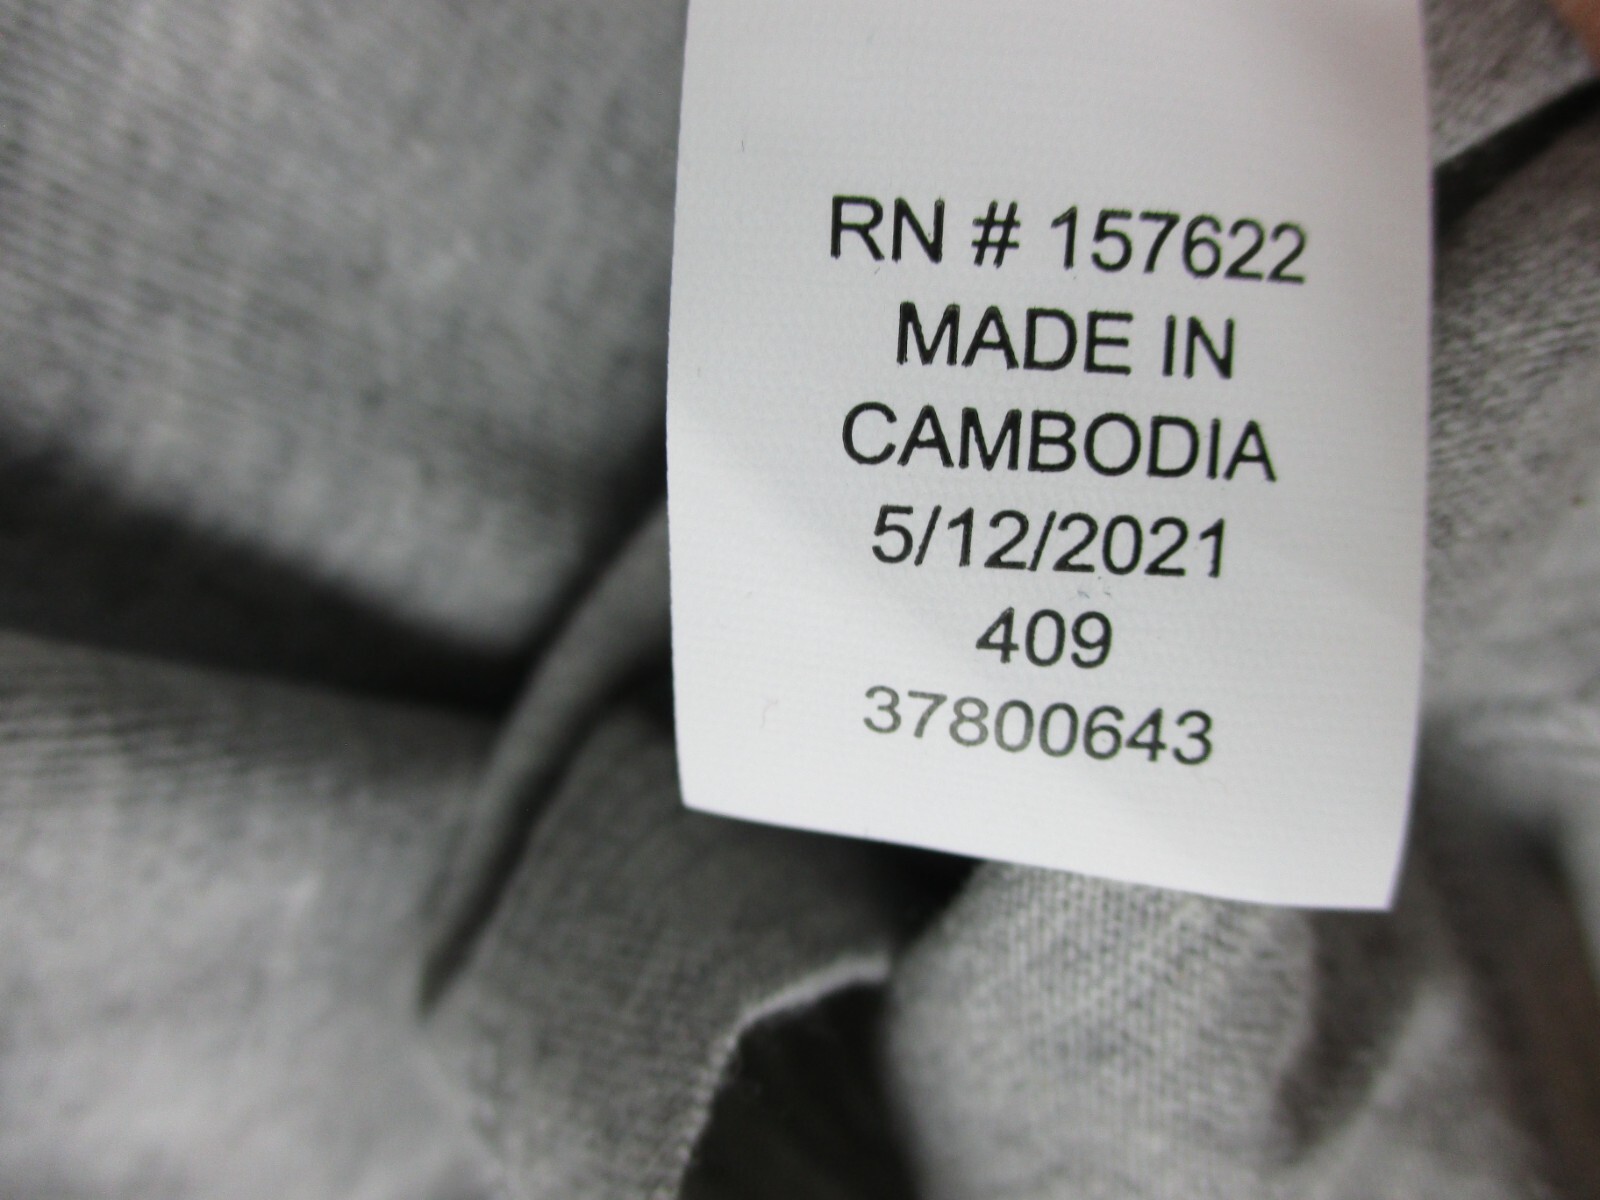 RN # 157622
MADE IN
CAMBODIA
5/12/2021
409
37800643